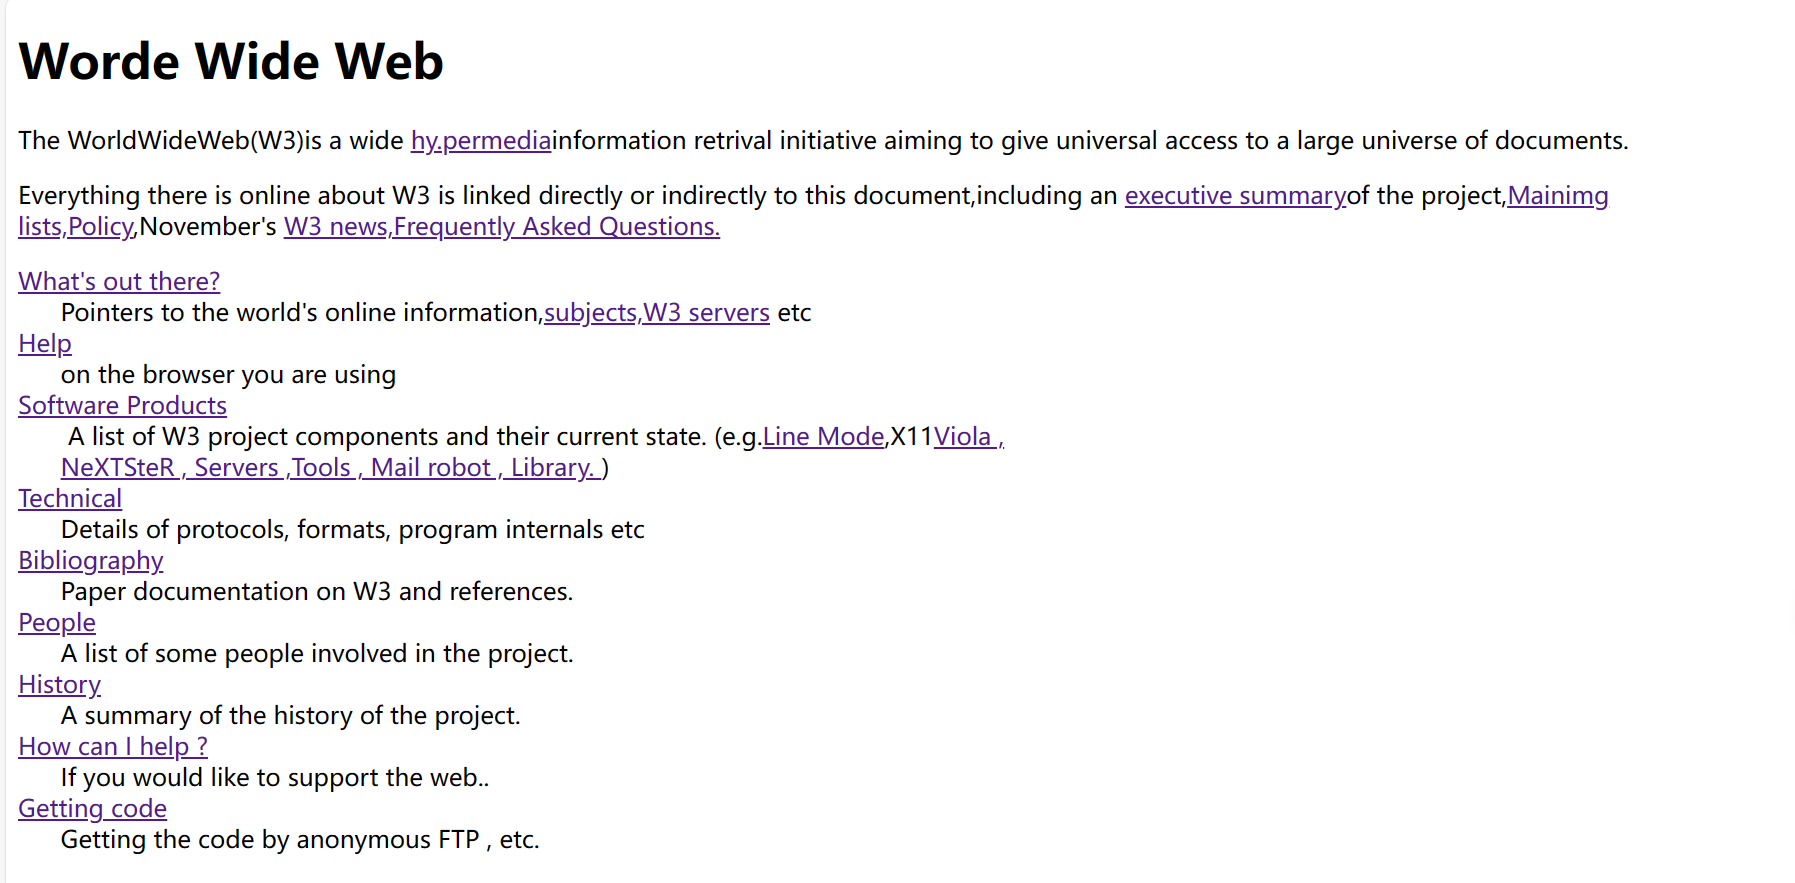 Worde Wide Web
The WorldWideWeb(W3)is a wide hy.permediainformation retrival initiative aiming to give universal access to a large universe of documents.
Everything there is online about W3 is linked directly or indirectly to this document,including an executive summaryof the project,Mainimg
lists,Policy,November's W3 news,Frequently Asked Questions.
What's out there?
Pointers to the world's online information,subjects,W3 servers etc
Help
on the browser you are using
Software Products
A list of W3 project components and their current state. (e.g.Line Mode,X11Viola ,
NeXTSteR , Servers ,Tools , Mail robot , Library. )
Technical
Details of protocols, formats, program internals etc
Bibliography
Paper documentation on W3 and references.
People
A list of some people involved in the project.
History
A summary of the history of the project.
How can I help ?
If you would like to support the web..
Getting code
Getting the code by anonymous FTP , etc.